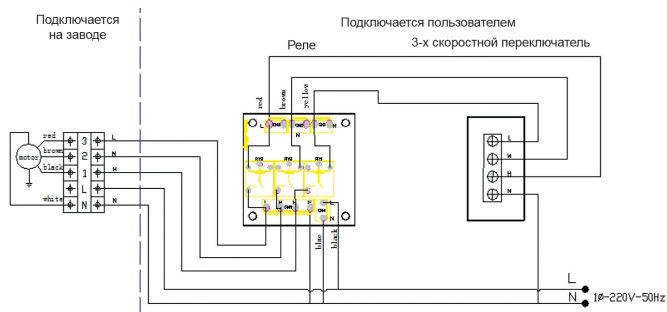 Подключается
на заводе
Подключается пользователем
Реле
3-х скоростной переключатель
red
brown
yellow
L
H
N
red
brown
black
white
motor
3
2
1
L
N
L
N
H
N
L
M
H
N
blue
black
L
N
L
N
1ø-220V-50Hz